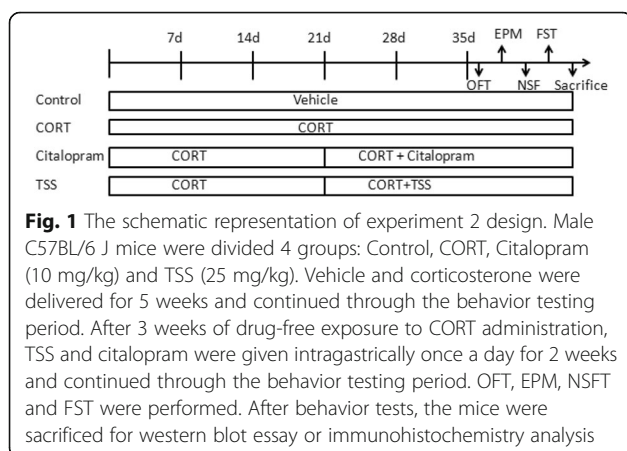 EPM FST
7d 14d 21d 28d 35d
OFT NSF Sacrifice
Control Vehicle
CORT CORT
Citalopram CORT CORT + Citalopram
TSS CORT CORT+TSS
Fig. 1 The schematic representation of experiment 2 design. Male
C57BL/6 J mice were divided 4 groups: Control, CORT, Citalopram
(10 mg/kg) and TSS (25 mg/kg). Vehicle and corticosterone were
delivered for 5 weeks and continued through the behavior testing
period. After 3 weeks of drug-free exposure to CORT administration,
TSS and citalopram were given intragastrically once a day for 2 weeks
and continued through the behavior testing period. OFT, EPM, NSFT
and FST were performed. After behavior tests, the mice were
sacrificed for western blot essay or immunohistochemistry analysis